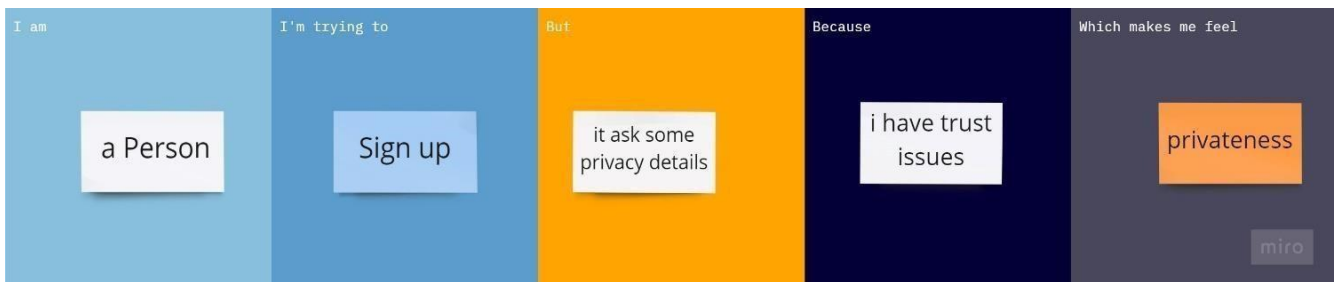 I am
a Person
I'm trying to
Sign up
But
it ask some
privacy details
Because
i have trust
issues
Which makes me feel
privateness
miro